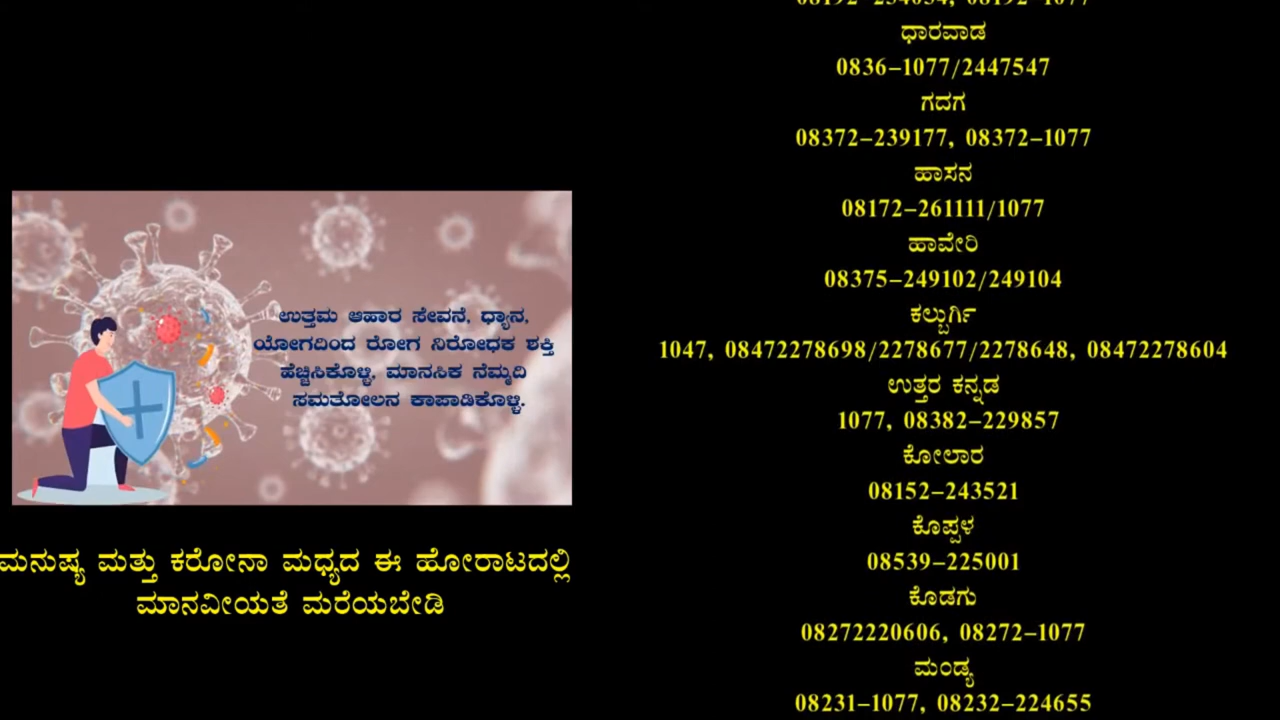 ಉತ್ತಮ ಆಹಾರ ಸೇವನೆ, ಧ್ಯಾನ,
ಯೋಗದಿಂದ ರೋಗ ನಿರೋಧಕ ಶಕ್ತಿ
ಹೆಚ್ಚಿಸಿಕೊಳ್ಳಿ. ಮಾನಸಿಕ ನೆಮ್ಮದಿ
ಸಮತೋಲನ ಕಾಪಾಡಿಕೊಳ್ಳಿ.
ಮನುಷ್ಯ ಮತ್ತು ಕರೋನಾ ಮಧ್ಯದ ಈ ಹೋರಾಟದಲ್ಲಿ
ಮಾನವೀಯತೆ ಮರೆಯಬೇಡಿ
ಧಾರವಾಡ
0836-1077/2447547
ಗದಗ
08372-239177, 08372-1077
ಹಾಸನ
08172-261111/1077
ಹಾವೇರಿ
08375-249102/249104
ಕಲ್ಬುರ್ಗಿ
1047, 08472278698/2278677/2278648, 08472278604
ಉತ್ತರ ಕನ್ನಡ
1077, 08382-229857
ಕೋಲಾರ
08152-243521
ಕೊಪ್ಪಳ
08539-225001
ಕೊಡಗು
08272220606, 08272-1077
ಮಂಡ್ಯ
08231-1077, 08232-224655